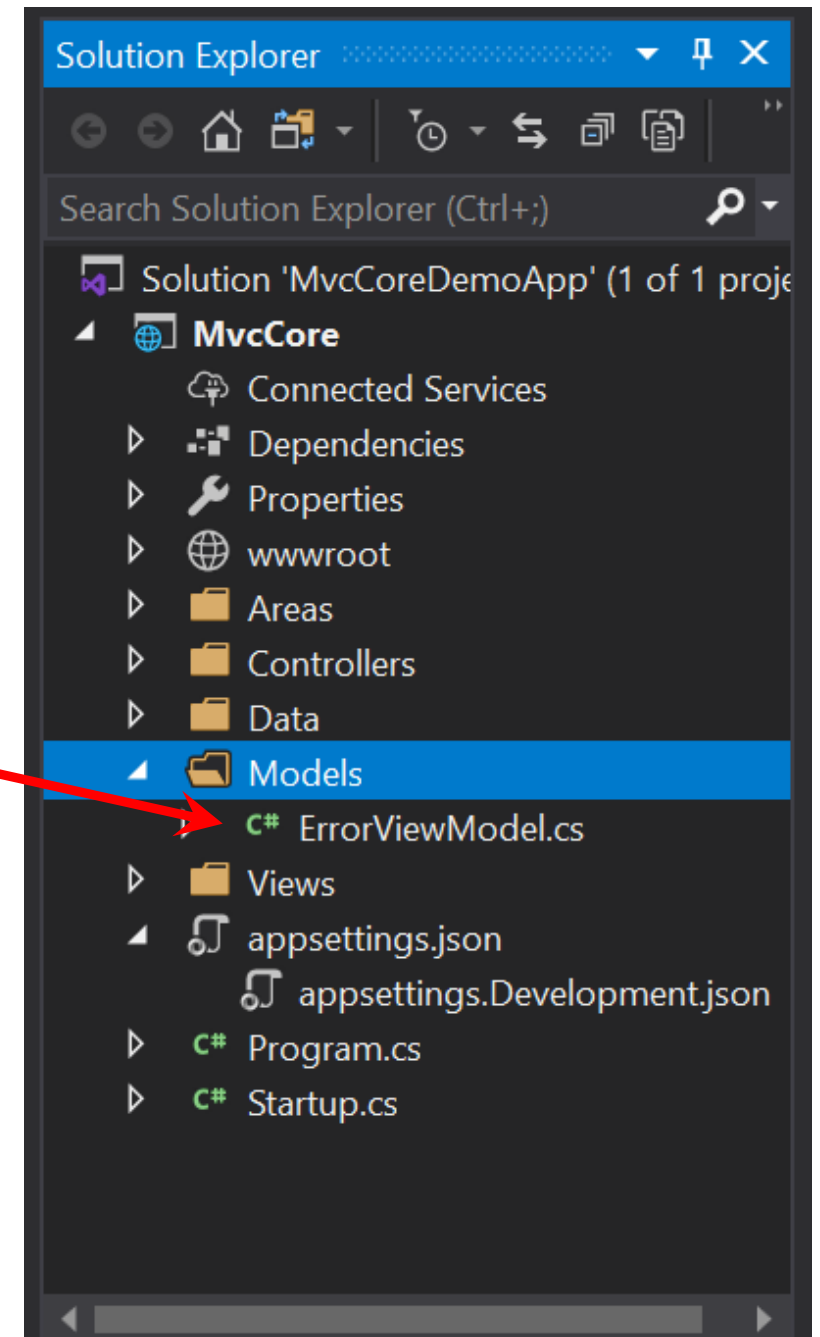 Solution Explorer
Search Solution Explorer (Ctrl+;)
Solution 'MvcCoreDemoApp' (1 of 1 proje
MvcCore
Connected Services
Dependencies
Properties
wwwroot
Areas
Controllers
Data
Models
C# ErrorViewModel.cs
Views
appsettings.json
appsettings.Development.json
C# Program.cs
C# Startup.cs